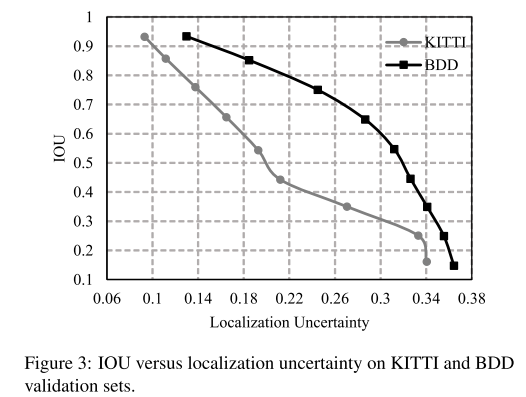 1
0.9
0.8
0.7
0.6
0.5
0.4
0.3
0.2
0.1
IOU
KITTI
BDD
0.06 0.1 0.14 0.18 0.22 0.26 0.3 0.34 0.38
Localization Uncertainty
Figure 3: IOU versus localization uncertainty on KITTI and BDD
validation sets.